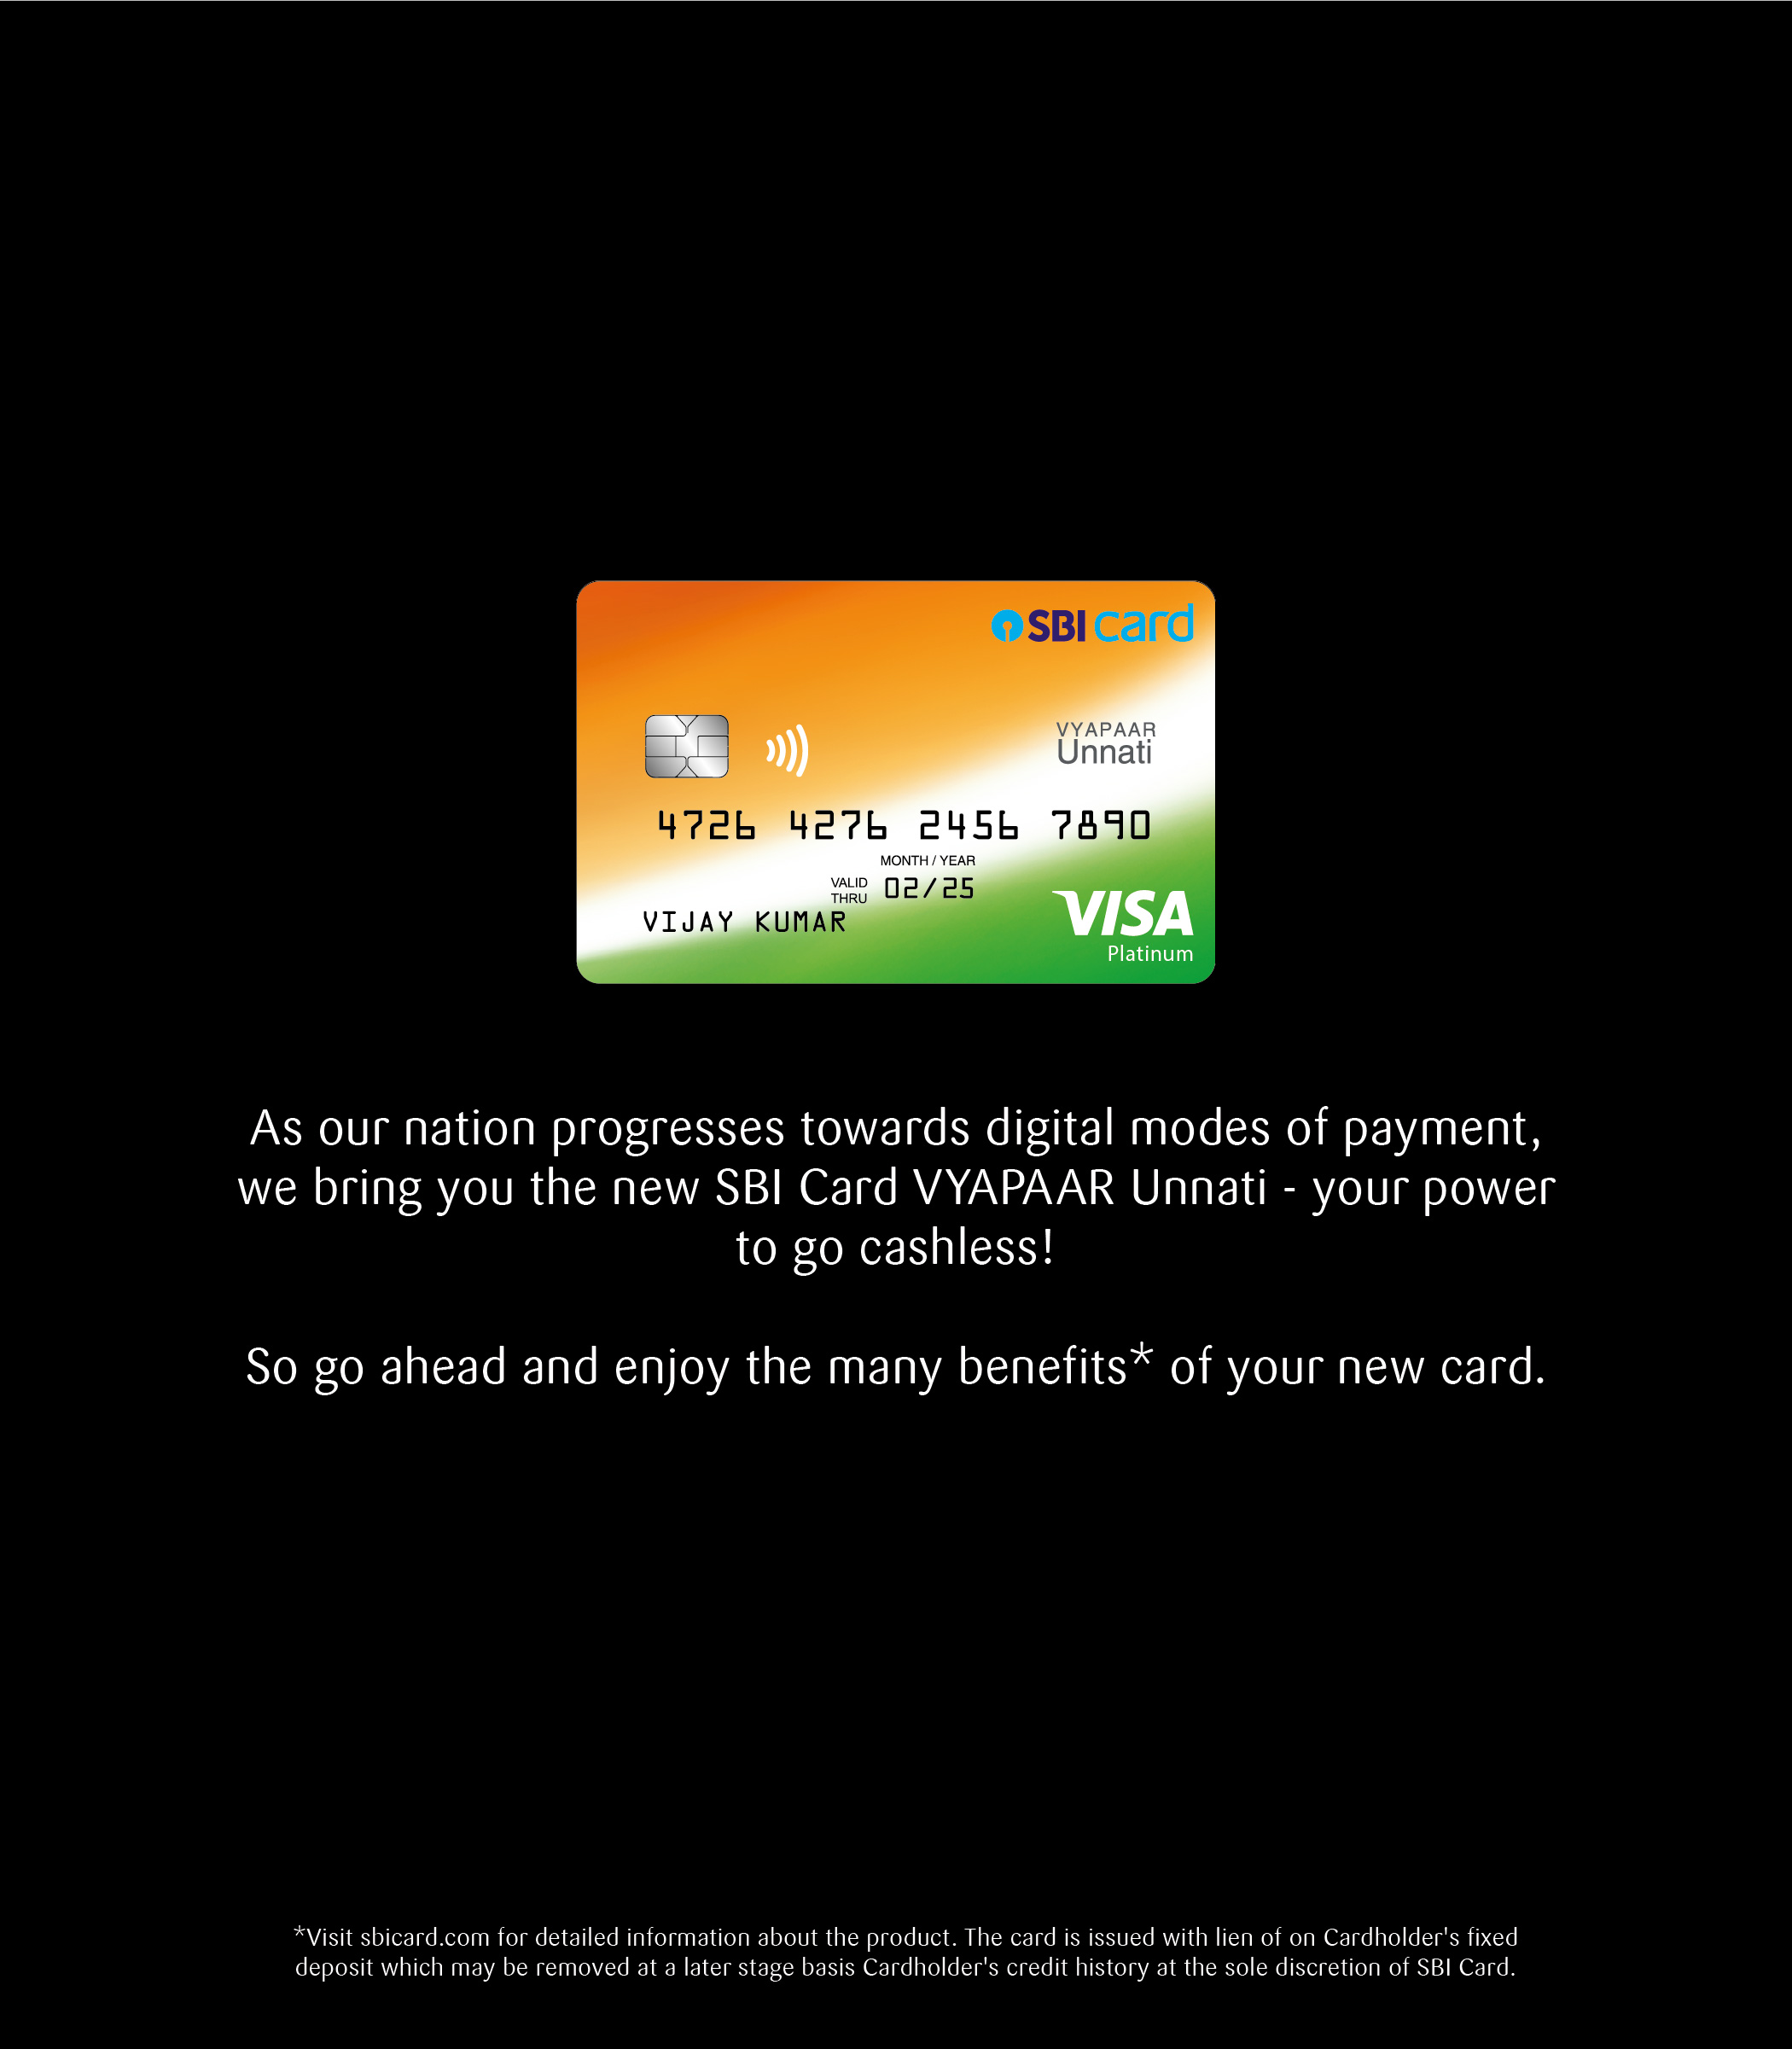 SBI card
VYAPAAR
Unnati
4726 4276 2456 7890
MONTH / YEAR
VALID
THRU
02/25
VIJAY KUMAR
VISA
Platinum
As our nation progresses towards digital modes of payment,
we bring you the new SBI Card VYAPAAR Unnati - your power
to go cashless!
So go ahead and enjoy the many benefits* of your new card.
*Visit sbicard.com for detailed information about the product. The card is issued with lien of on Cardholder's fixed
deposit which may be removed at a later stage basis Cardholder's credit history at the sole discretion of SBI Card.